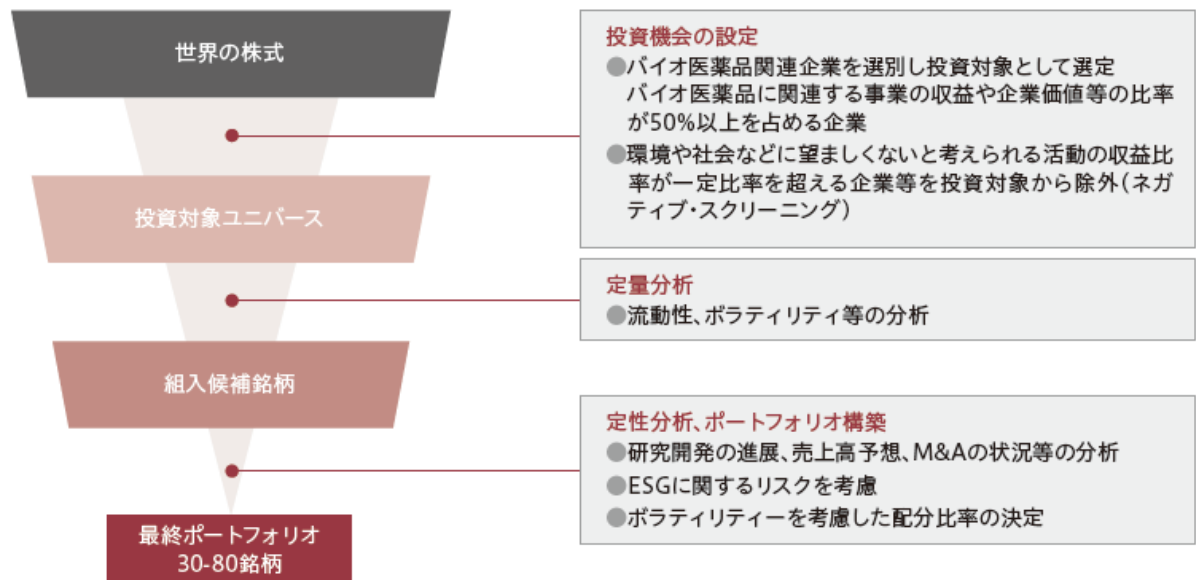 世界の株式
投資機会の設定
●バイオ医薬品関連企業を選別し投資対象として選定
バイオ医薬品に関連する事業の収益や企業価値等の比率
が50%以上を占める企業
●環境や社会などに望ましくないと考えられる活動の収益比
率が一定比率を超える企業等を投資対象から除外(ネガ
ティブ・スクリーニング)
投資対象ユニバース
定量分析
●流動性、ボラティリティ等の分析
組入候補銘柄
定性分析、ポートフォリオ構築
●研究開発の進展、売上高予想、M&Aの状況等の分析
●ESGに関するリスクを考慮
●ボラティリティーを考慮した配分比率の決定
最終ポートフォリオ
30-80銘柄